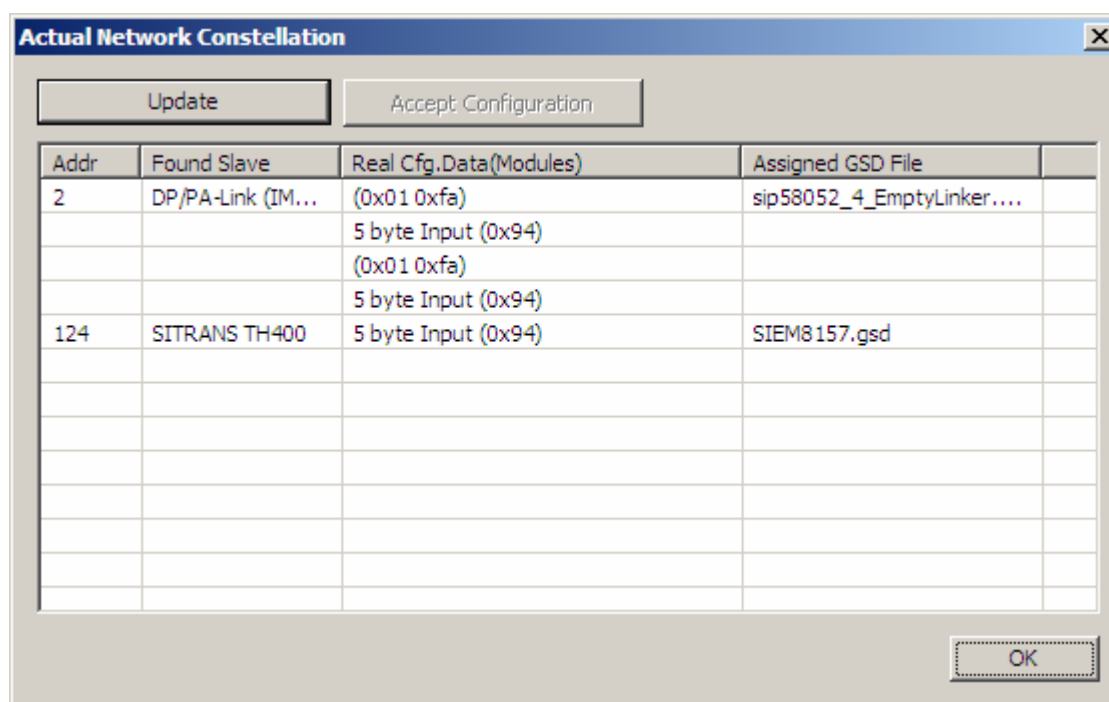 Actual Network Constellation
Update Accept Configuration
Addr Found Slave Real Cfg.Data(Modules) Assigned GSD File
2 DP/PA-Link (IM... (0x01 0xfa) sip58052_4_EmptyLinker....
5 byte Input (0x94)
(0x01 0xfa)
5 byte Input (0x94)
124 SITRANS TH400 5 byte Input (0x94) SIEM8157.gsd
OK